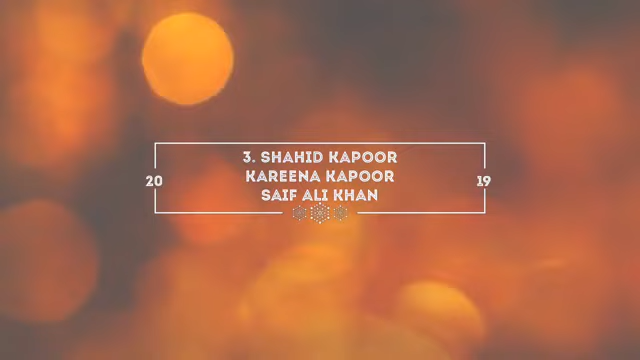 3. SHAHID KAPOOR
KAREENA KAPOOR
20 19
SAIF ALI KHAN